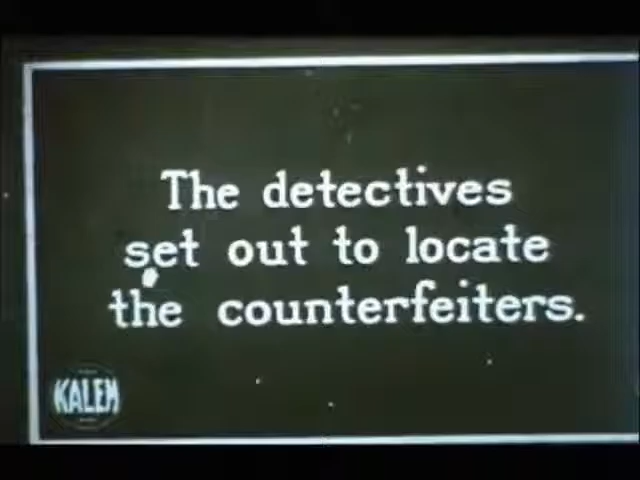 The detectives
set out to locate
the counterfeiters.
KALEM